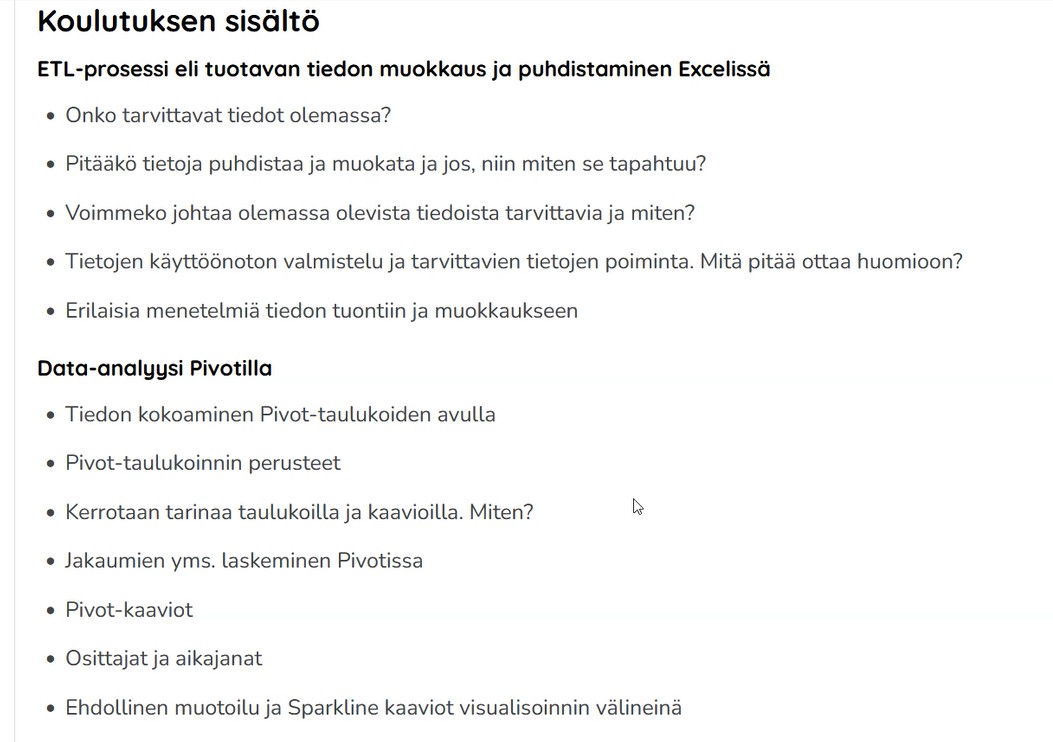 Koulutuksen sisältö
ETL-prosessi eli tuotavan tiedon muokkaus ja puhdistaminen Excelissä
• Onko tarvittavat tiedot olemassa?
• Pitääkö tietoja puhdistaa ja muokata ja jos, niin miten se tapahtuu?
• Voimmeko johtaa olemassa olevista tiedoista tarvittavia ja miten?
• Tietojen käyttöönoton valmistelu ja tarvittavien tietojen poiminta. Mitä pitää ottaa huomioon?
• Erilaisia menetelmiä tiedon tuontiin ja muokkaukseen
Data-analyysi Pivotilla
• Tiedon kokoaminen Pivot-taulukoiden avulla
• Pivot-taulukoinnin perusteet
• Kerrotaan tarinaa taulukoilla ja kaavioilla. Miten?
• Jakaumien yms. laskeminen Pivotissa
• Pivot-kaaviot
• Osittajat ja aikajanat
• Ehdollinen muotoilu ja Sparkline kaaviot visualisoinnin välineinä